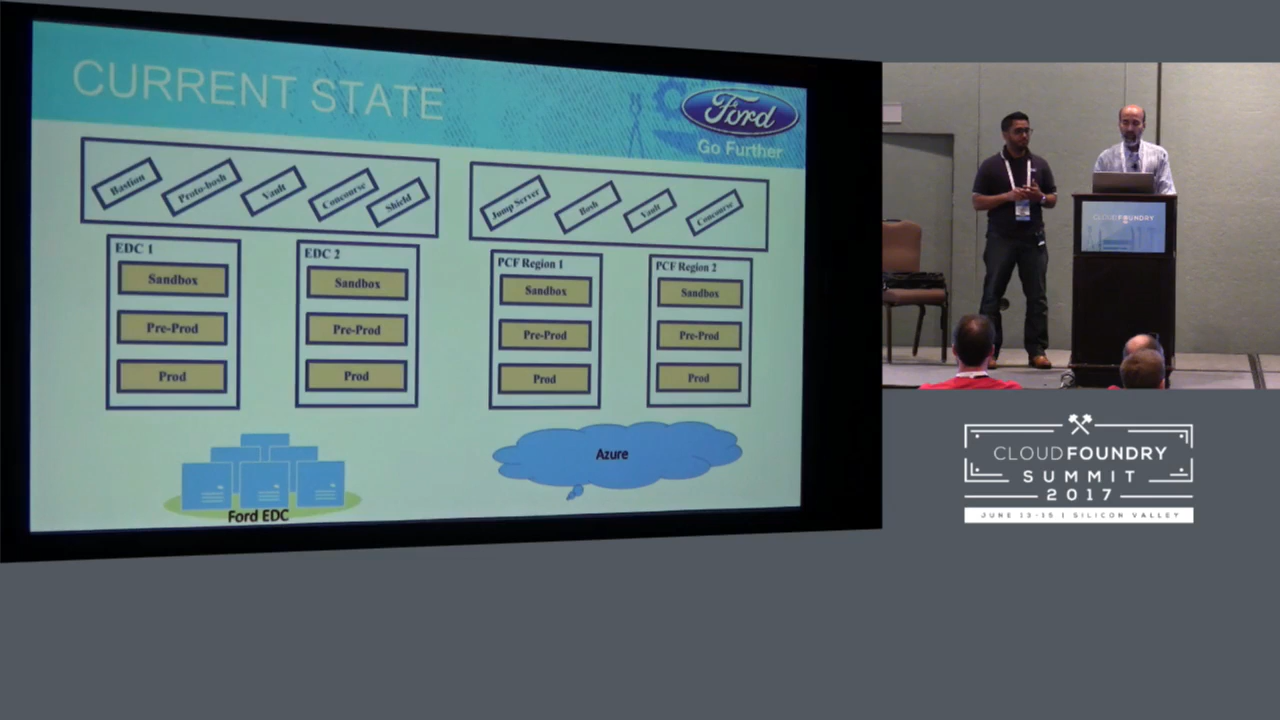 CURRENT STATE
Ford
Go Further
Bastion
Proto-bosh
Vault
Concourse
Shield
Jump Server
Bosh
Vault
Concourse
EDC 1
Sandbox
Pre-Prod
Prod
EDC 2
Sandbox
Pre-Prod
Prod
PCF Region 1
Sandbox
Pre-Prod
Prod
PCF Region 2
Sandbox
Pre-Prod
Prod
Ford EDC
Azure
CLOUD FOUNDRY
CLOUD FOUNDRY
SUMMIT
2017
JUNE 13-15 | SILICON VALLEY